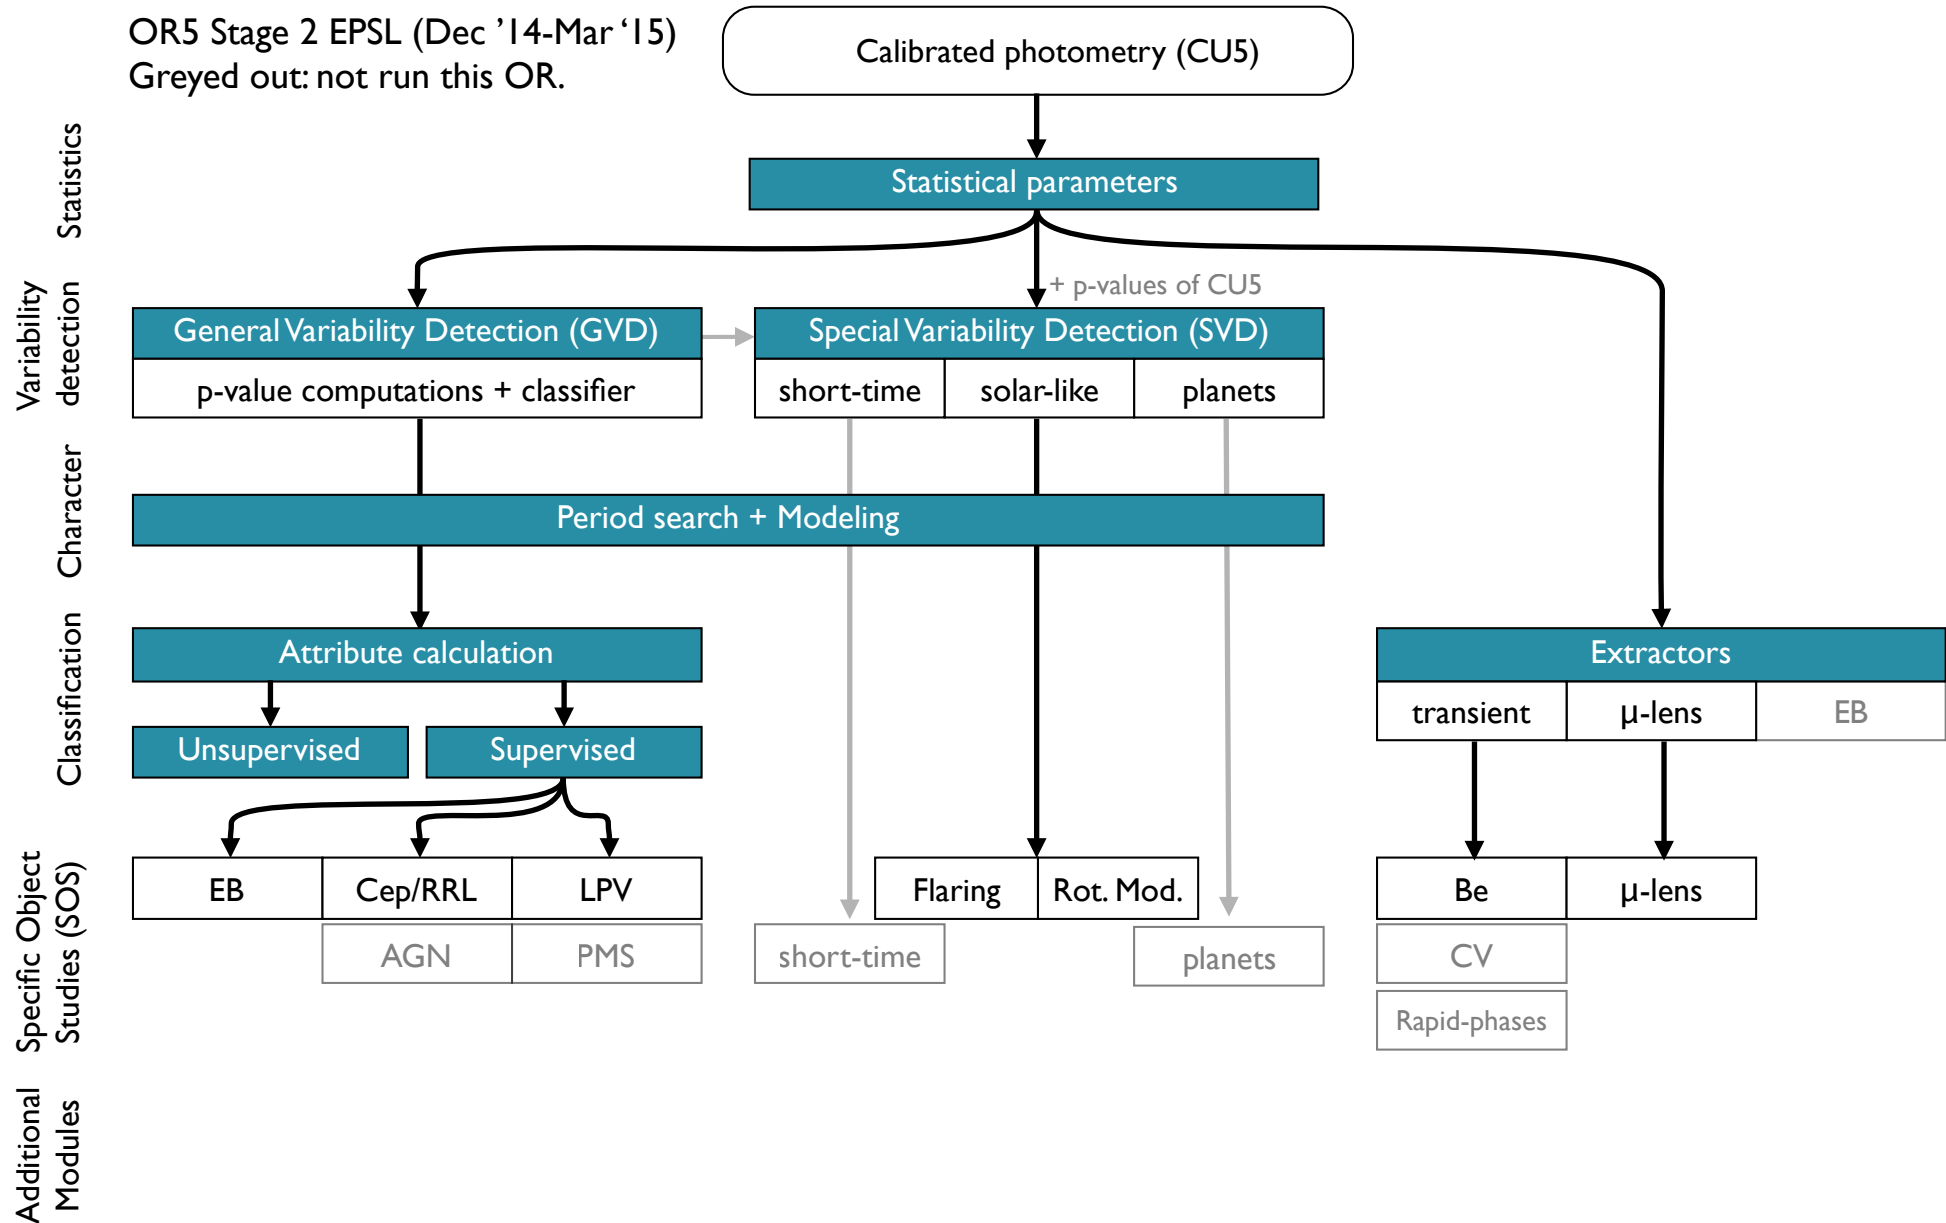 OR5 Stage 2 EPSL (Dec ’14-Mar ‘15)
Greyed out: not run this OR.
Calibrated photometry (CU5)
Statistics
Statistical parameters
+ p-values of CU5
Variability
detection
General Variability Detection (GVD)
Special Variability Detection (SVD)
p-value computations + classifier
short-time
solar-like
planets
Character
Period search + Modeling
Classification
Attribute calculation
Extractors
transient
μ-lens
EB
Unsupervised
Supervised
Specific Object
Studies (SOS)
EB
Cep/RRL
LPV
Flaring
Rot. Mod.
Be
μ-lens
AGN
PMS
short-time
planets
CV
Rapid-phases
Additional
Modules